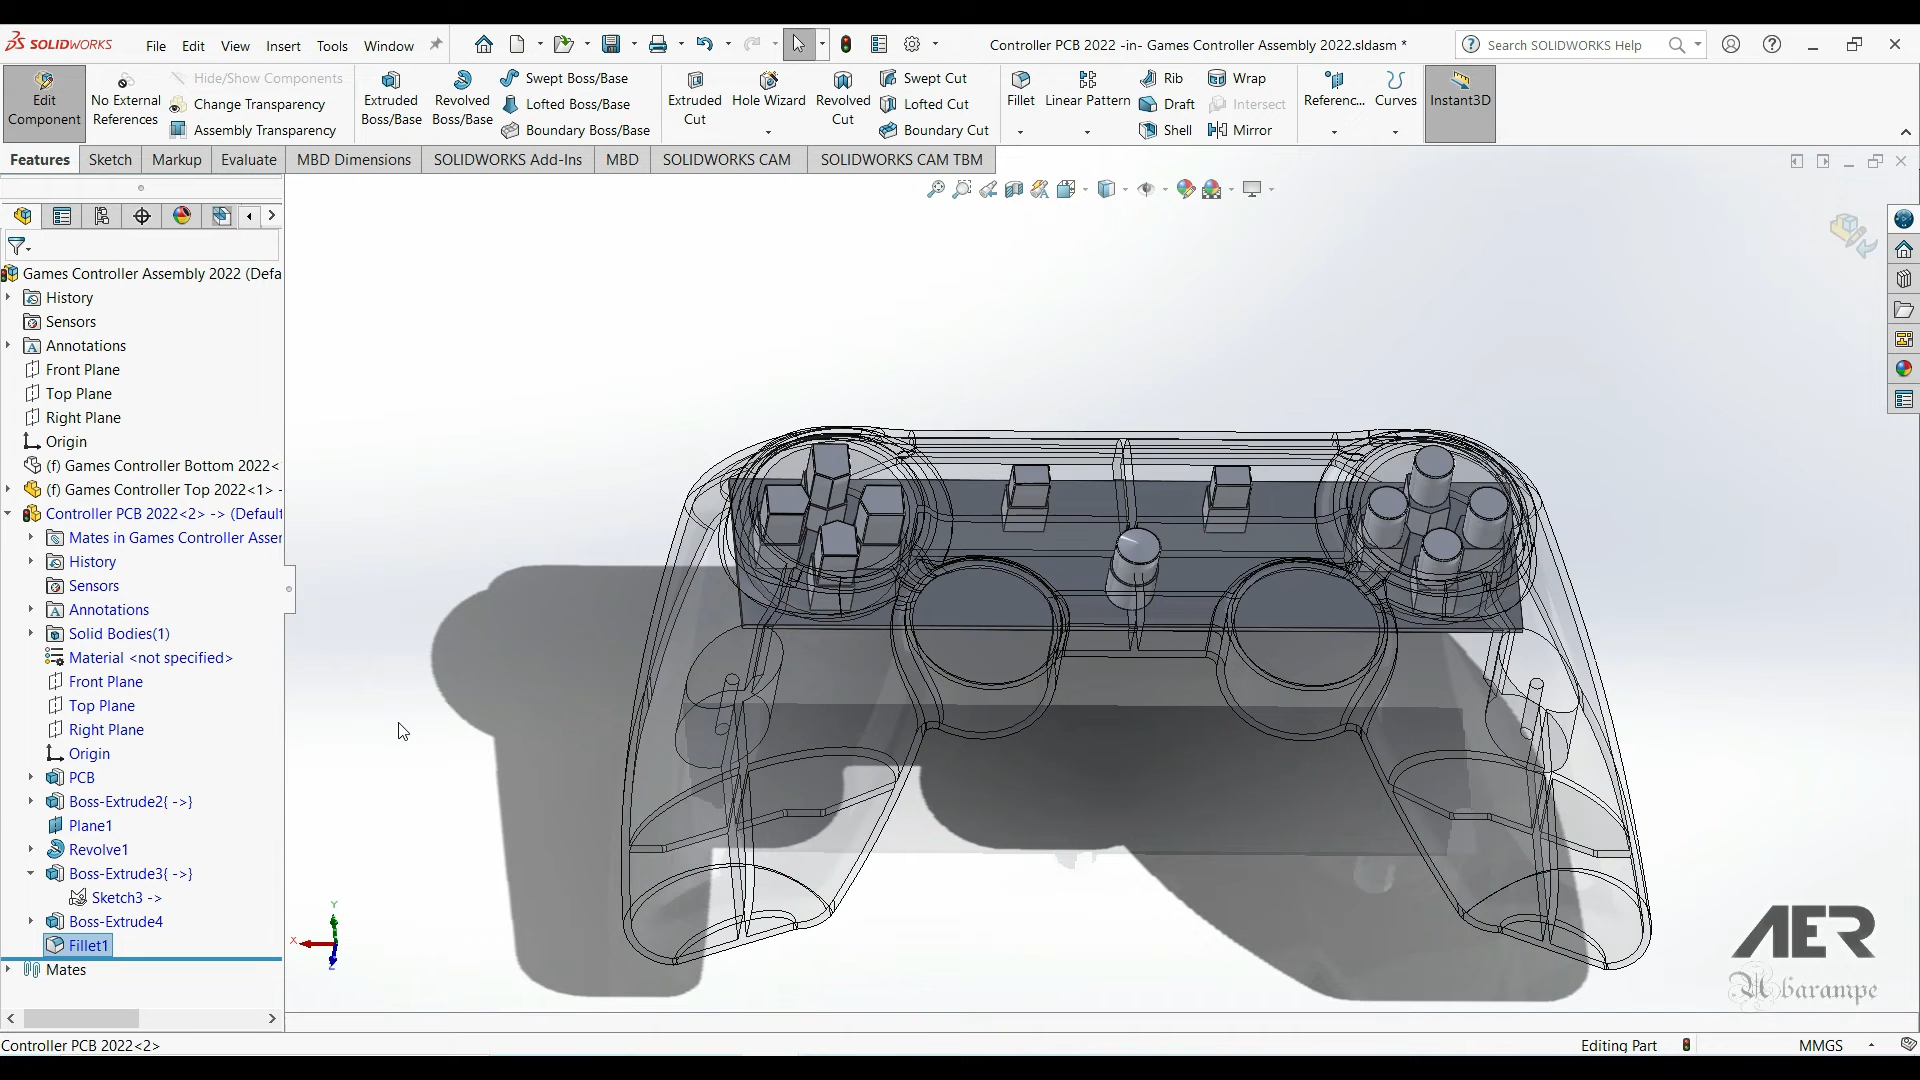 SOLIDWORKS
File Edit View Insert Tools Window
Controller PCB 2022 -in- Games Controller Assembly 2022.sldasm *
Search SOLIDWORKS Help
Edit Component
No External References
Hide/Show Components
Change Transparency
Assembly Transparency
Extruded Boss/Base
Revolved Boss/Base
Swept Boss/Base
Lofted Boss/Base
Boundary Boss/Base
Extruded Cut
Hole Wizard
Revolved Cut
Swept Cut
Lofted Cut
Boundary Cut
Fillet
Linear Pattern
Rib
Draft
Shell
Wrap
Intersect
Mirror
Referenc...
Curves
Instant3D
Features Sketch Markup Evaluate MBD Dimensions SOLIDWORKS Add-Ins MBD SOLIDWORKS CAM SOLIDWORKS CAM TBM
Games Controller Assembly 2022 (Defa
History
Sensors
Annotations
Front Plane
Top Plane
Right Plane
Origin
(f) Games Controller Bottom 2022<
(f) Games Controller Top 2022<1> -
Controller PCB 2022<2> -> (Default
Mates in Games Controller Asser
History
Sensors
Annotations
Solid Bodies(1)
Material <not specified>
Front Plane
Top Plane
Right Plane
Origin
PCB
Boss-Extrude2{ ->}
Plane1
Revolve1
Boss-Extrude3{ ->}
Sketch3 ->
Boss-Extrude4
Fillet1
Mates
Y
X
Z
AER
Abarampe
Controller PCB 2022<2>
Editing Part
MMGS